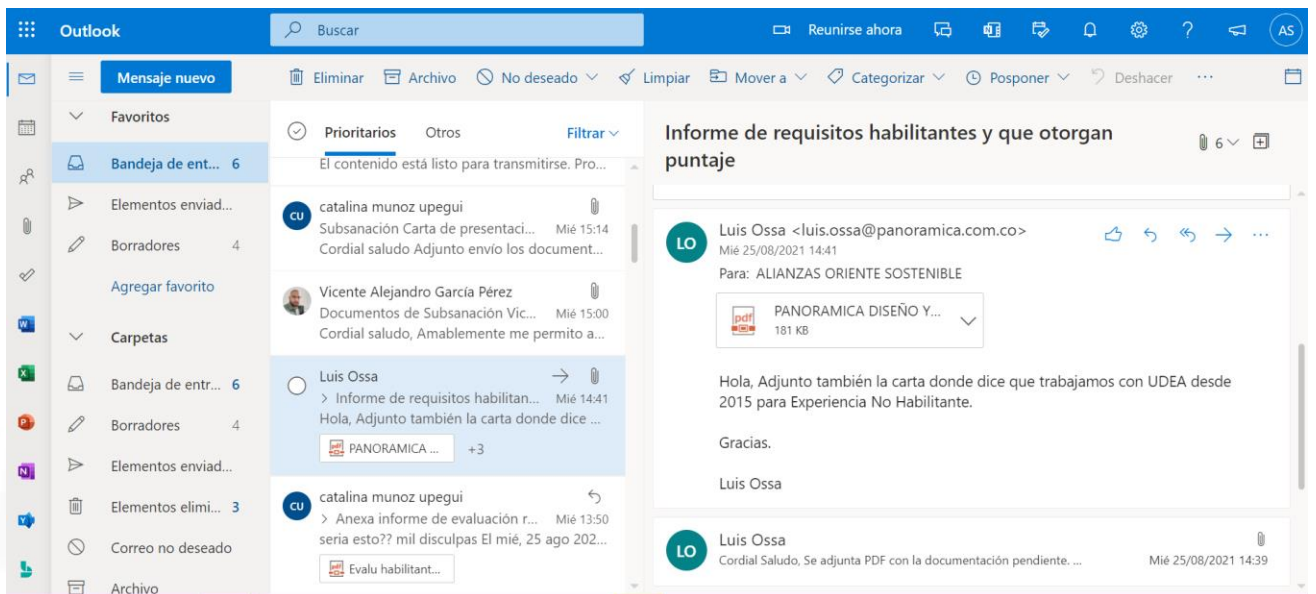 Outlook
Buscar
Reunirse ahora
AS
Mensaje nuevo
Eliminar
Archivo
No deseado
Limpiar
Mover a
Categorizar
Posponer
Deshacer
Favoritos
Bandeja de ent... 6
Elementos enviad...
Borradores 4
Agregar favorito
Carpetas
Bandeja de entr... 6
Borradores 4
Elementos enviad...
Elementos elimi... 3
Correo no deseado
Archivo
Prioritarios
Otros
Filtrar
El contenido está listo para transmitirse. Pro...
CU
catalina munoz upegui
Subsanación Carta de presentaci... Mié 15:14
Cordial saludo Adjunto envío los document...
Vicente Alejandro García Pérez
Documentos de Subsanación Vic... Mié 15:00
Cordial saludo, Amablemente me permito a...
Luis Ossa
> Informe de requisitos habilitan... Mié 14:41
Hola, Adjunto también la carta donde dice ...
pdf PANORAMICA ... +3
CU
catalina munoz upegui
> Anexa informe de evaluación r... Mié 13:50
seria esto?? mil disculpas El mié, 25 ago 202...
pdf Evalu habilitant...
Informe de requisitos habilitantes y que otorgan
puntaje
6
LO
Luis Ossa <luis.ossa@panoramica.com.co>
Mié 25/08/2021 14:41
Para: ALIANZAS ORIENTE SOSTENIBLE
pdf
PANORAMICA DISEÑO Y...
181 KB
Hola, Adjunto también la carta donde dice que trabajamos con UDEA desde
2015 para Experiencia No Habilitante.
Gracias.
Luis Ossa
LO
Luis Ossa
Cordial Saludo, Se adjunta PDF con la documentación pendiente. ... Mié 25/08/2021 14:39